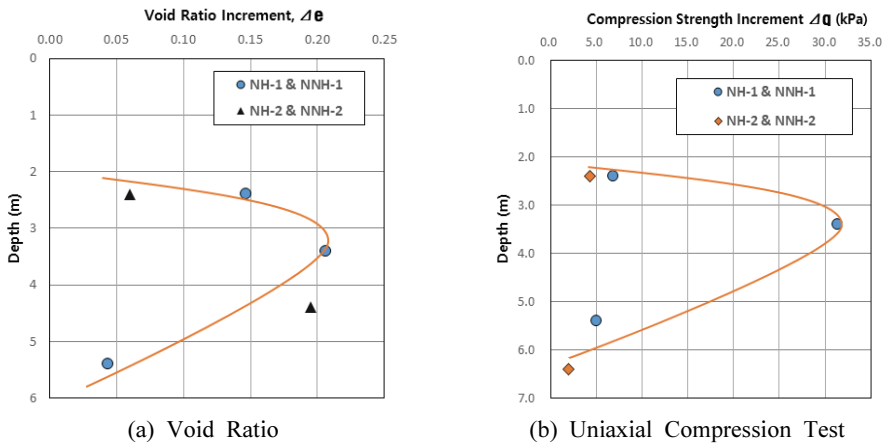 Void Ratio Increment, ⊿e
0.00 0.05 0.10 0.15 0.20 0.25
0
1
2
3
4
5
6
Depth (m)
NH-1 & NNH-1
NH-2 & NNH-2
(a) Void Ratio
Compression Strength Increment ⊿q (kPa)
0.0 5.0 10.0 15.0 20.0 25.0 30.0 35.0
0.0
1.0
2.0
3.0
4.0
5.0
6.0
7.0
Depth (m)
NH-1 & NNH-1
NH-2 & NNH-2
(b) Uniaxial Compression Test